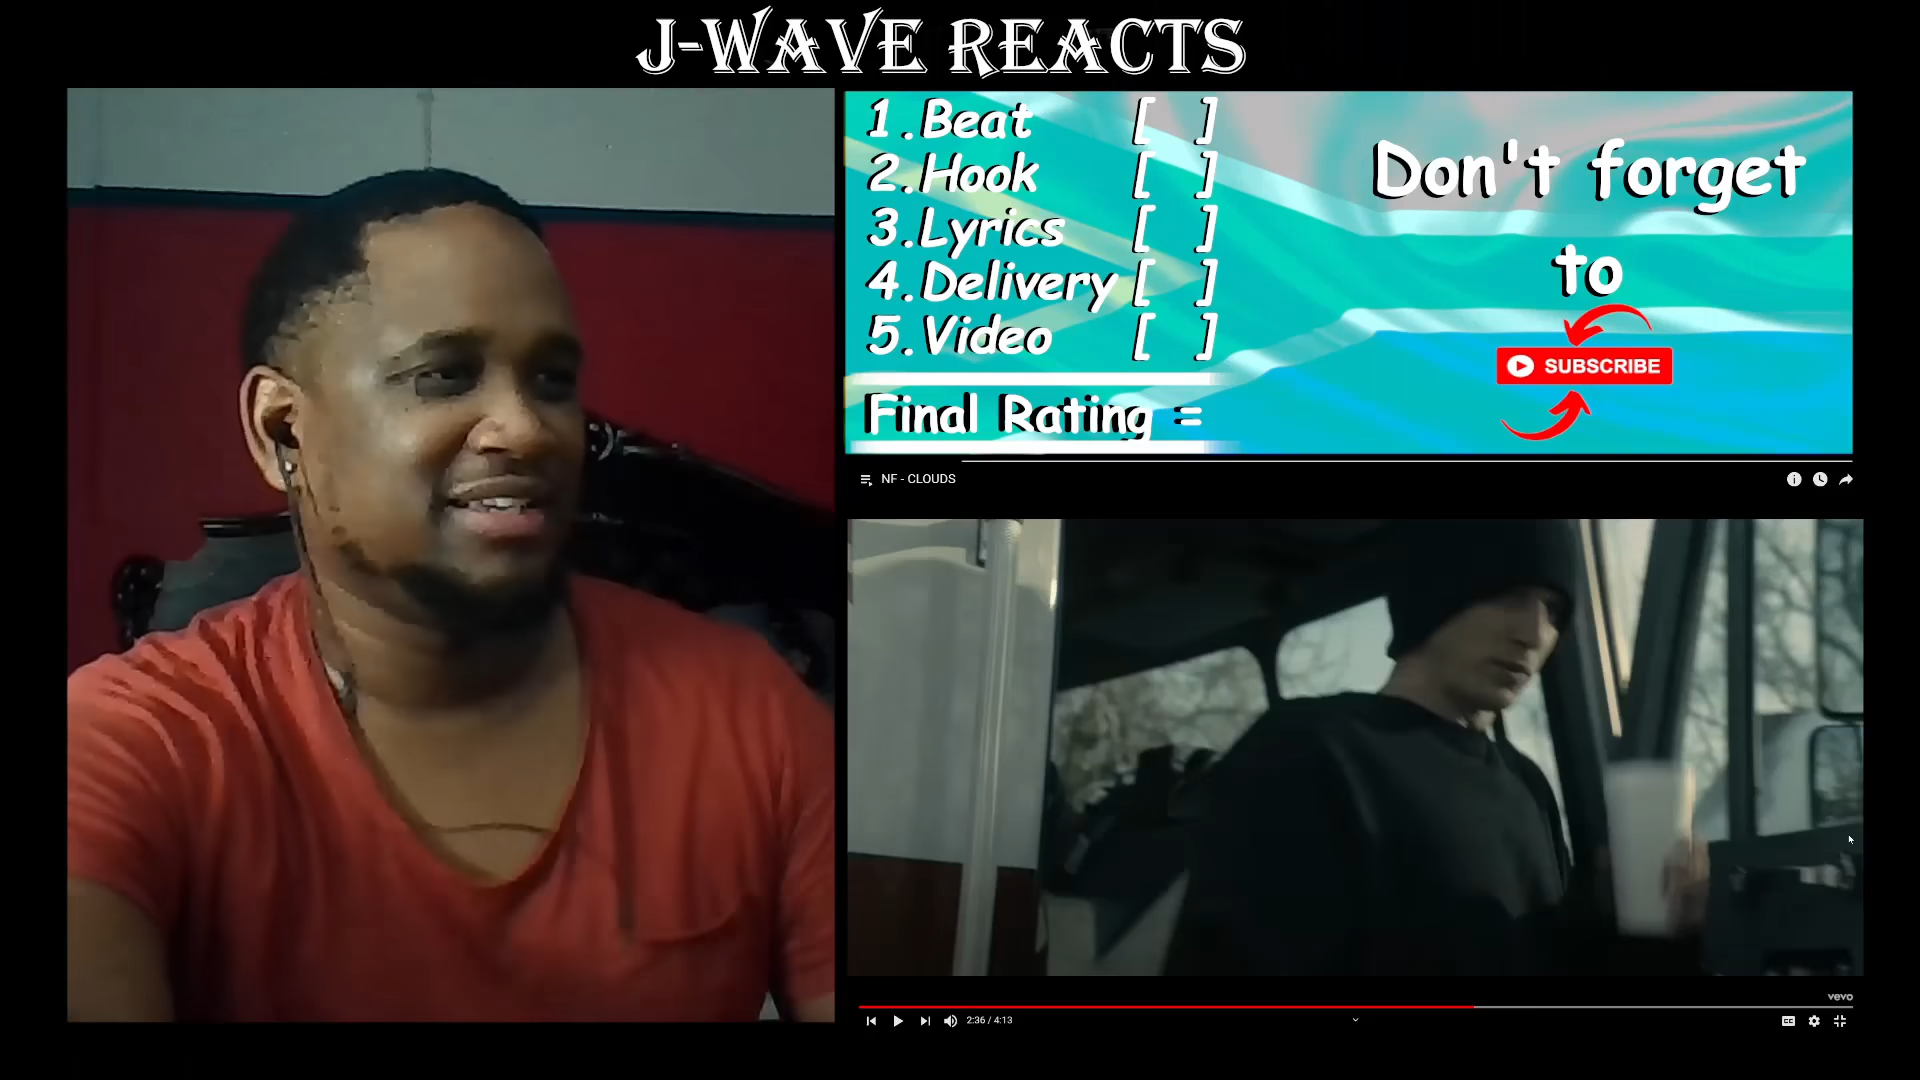 J-WAVE REACTS
1.Beat [ ]
2.Hook [ ]
3.Lyrics [ ]
4.Delivery [ ]
5.Video [ ]
Final Rating =
Don't forget
to
SUBSCRIBE
NF - CLOUDS
vevo
2:36 / 4:13
CC